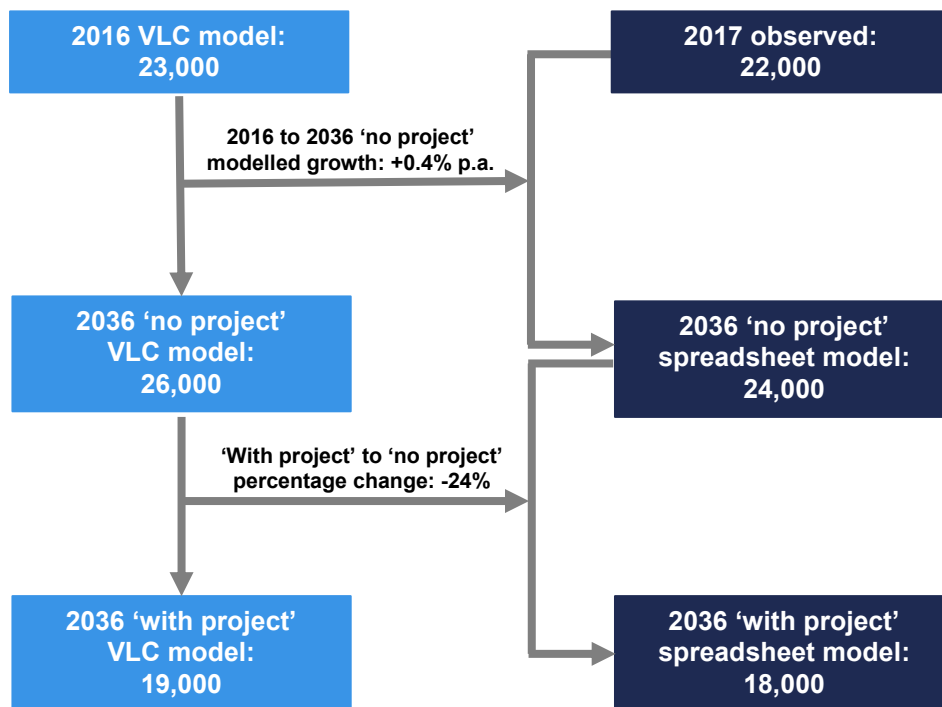 2016 VLC model:
23,000
2017 observed:
22,000
2016 to 2036 ‘no project’
modelled growth: +0.4% p.a.
2036 ‘no project’
VLC model:
26,000
2036 ‘no project’
spreadsheet model:
24,000
‘With project’ to ‘no project’
percentage change: -24%
2036 ‘with project’
VLC model:
19,000
2036 ‘with project’
spreadsheet model:
18,000